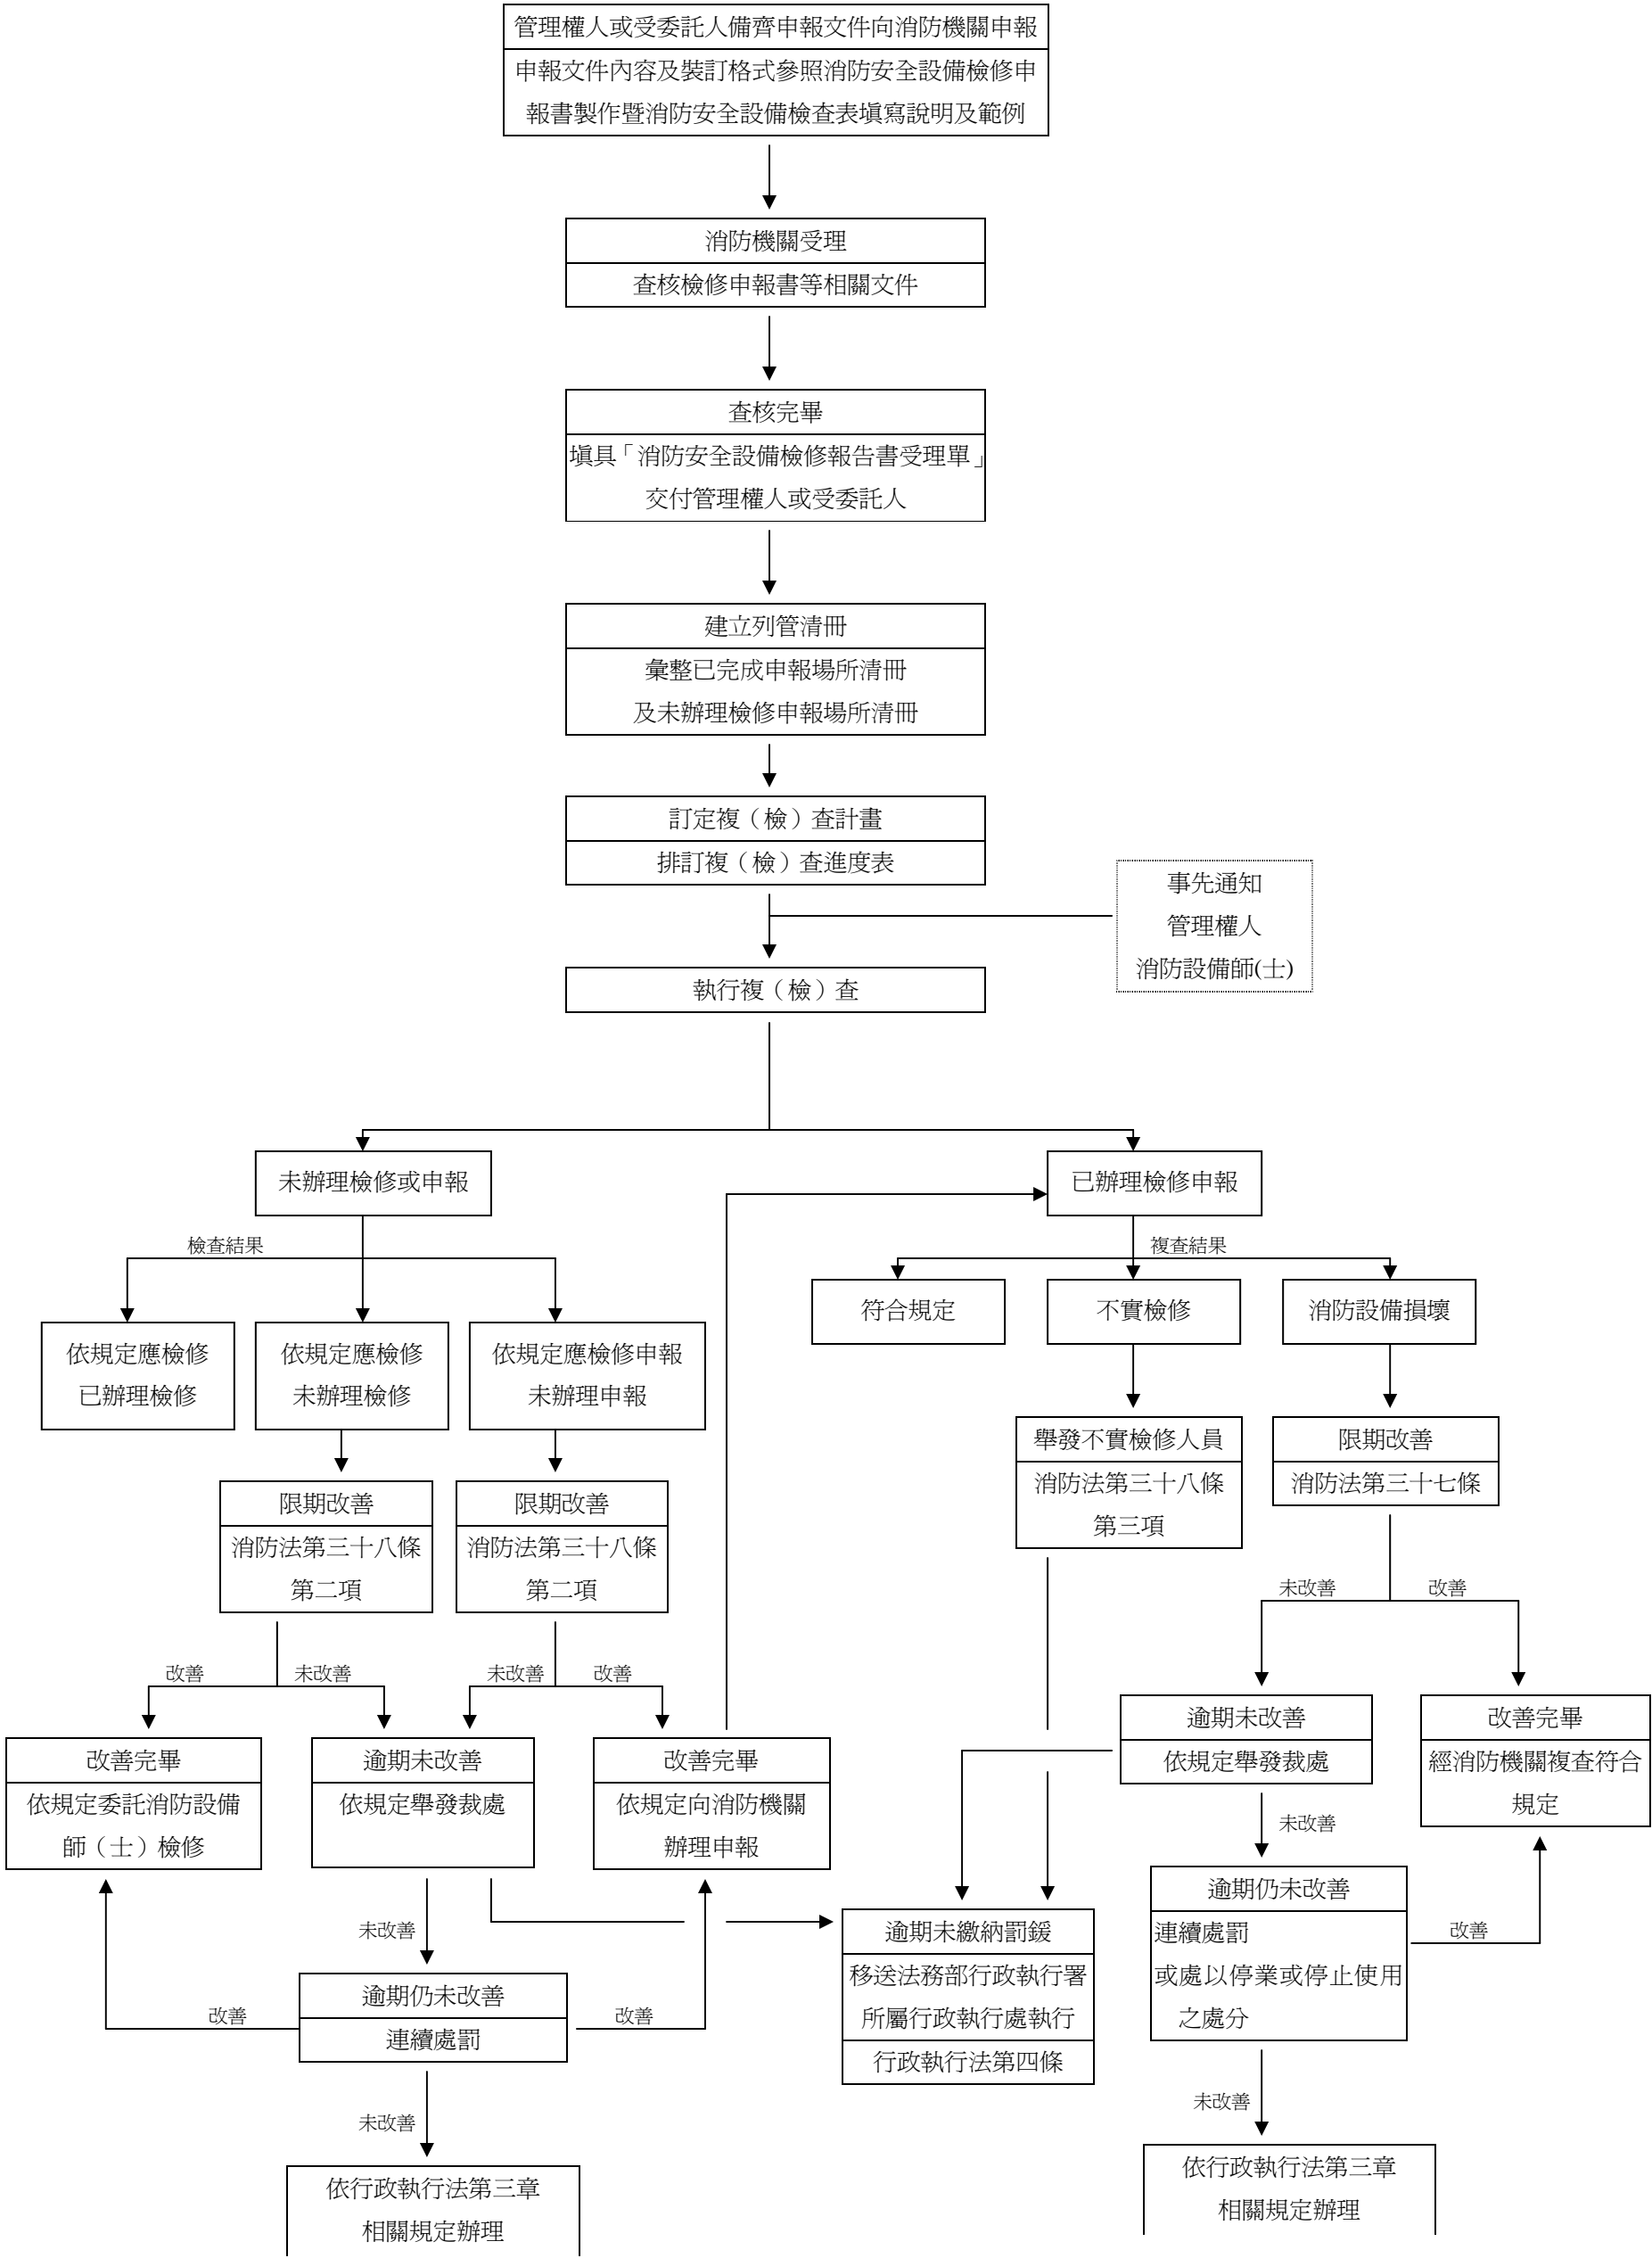 管理權人或受委託人備齊申報文件向消防機關申報
申報文件內容及裝訂格式參照消防安全設備檢修申
報書製作暨消防安全設備檢查表填寫說明及範例
消防機關受理
查核檢修申報書等相關文件
查核完畢
填具「消防安全設備檢修報告書受理單」
交付管理權人或受委託人
建立列管清冊
彙整已完成申報場所清冊
及未辦理檢修申報場所清冊
訂定複（檢）查計畫
排訂複（檢）查進度表
事先通知
管理權人
消防設備師(士)
執行複（檢）查
未辦理檢修或申報
已辦理檢修申報
檢查結果
複查結果
符合規定
不實檢修
消防設備損壞
依規定應檢修
已辦理檢修
依規定應檢修
未辦理檢修
依規定應檢修申報
未辦理申報
舉發不實檢修人員
消防法第三十八條
第三項
限期改善
消防法第三十七條
限期改善
消防法第三十八條
第二項
限期改善
消防法第三十八條
第二項
未改善
改善
改善
未改善
未改善
改善
逾期未改善
依規定舉發裁處
改善完畢
經消防機關複查符合
規定
改善完畢
依規定委託消防設備
師（士）檢修
逾期未改善
依規定舉發裁處
改善完畢
依規定向消防機關
辦理申報
未改善
逾期仍未改善
連續處罰
或處以停業或停止使用
之處分
改善
未改善
逾期未繳納罰鍰
移送法務部行政執行署
所屬行政執行處執行
行政執行法第四條
逾期仍未改善
連續處罰
改善
改善
未改善
未改善
依行政執行法第三章
相關規定辦理
依行政執行法第三章
相關規定辦理